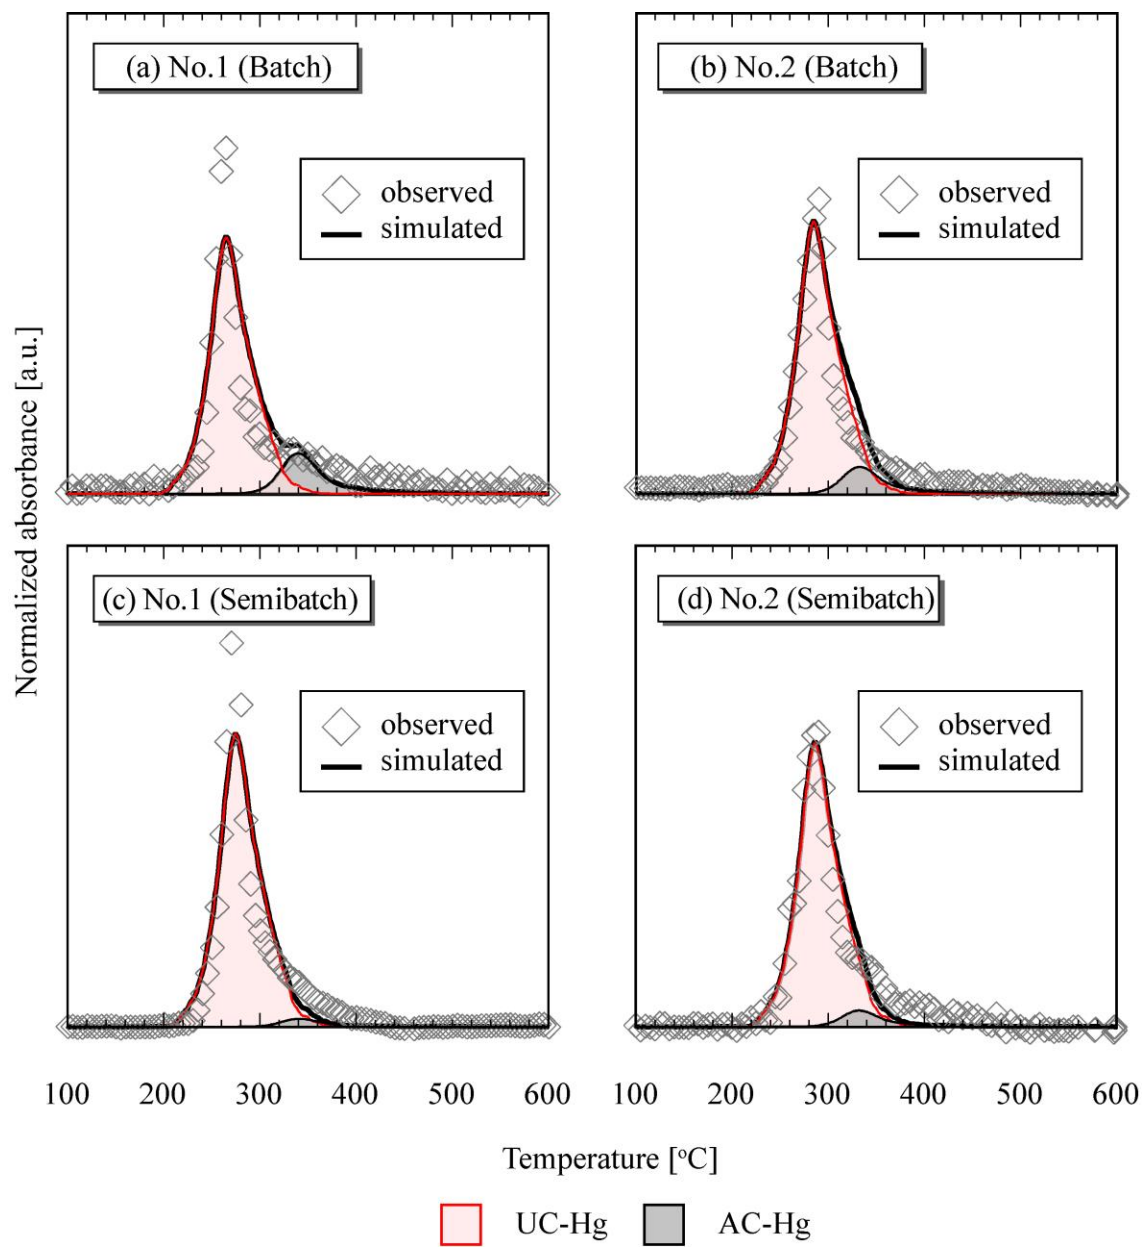 (a) No.1 (Batch)
observed
simulated
(b) No.2 (Batch)
observed
simulated
Normalized absorbance [a.u.]
(c) No.1 (Semibatch)
observed
simulated
(d) No.2 (Semibatch)
observed
simulated
100 200 300 400 500 600
100 200 300 400 500 600
Temperature [°C]
UC-Hg AC-Hg